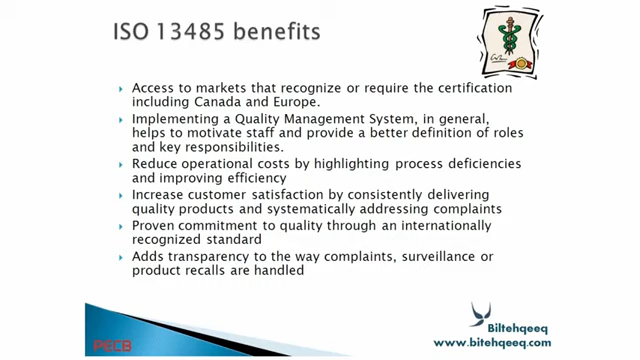 ISO 13485 benefits
Access to markets that recognize or require the certification
including Canada and Europe.
Implementing a Quality Management System, in general,
helps to motivate staff and provide a better definition of roles
and key responsibilities.
Reduce operational costs by highlighting process deficiencies
and improving efficiency
Increase customer satisfaction by consistently delivering
quality products and systematically addressing complaints
Proven commitment to quality through an internationally
recognized standard
Adds transparency to the way complaints, surveillance or
product recalls are handled
PECB
Biltehqeeq
www.bitehqeeq.com